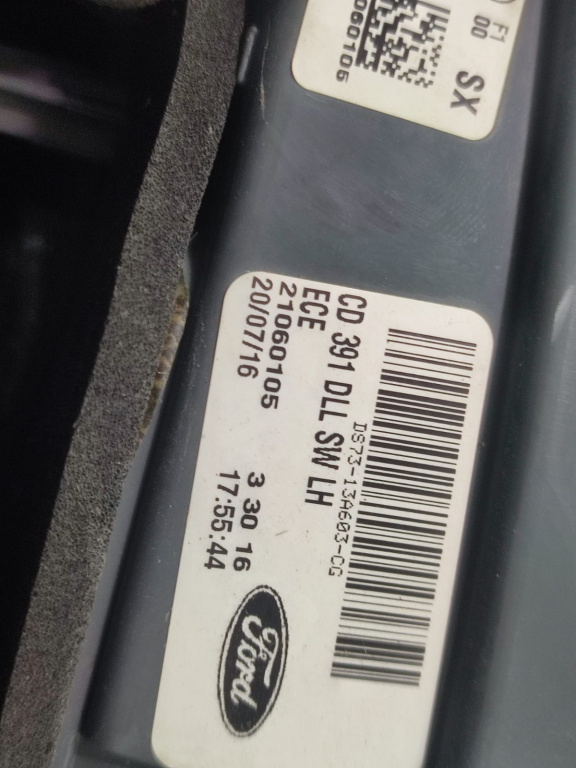 060105
F1
00
SX
CD 391 DLL SW LH
ECE
21060105
20/07/16
3 30 16
17:55:44
DS73-13A603-CG
Ford